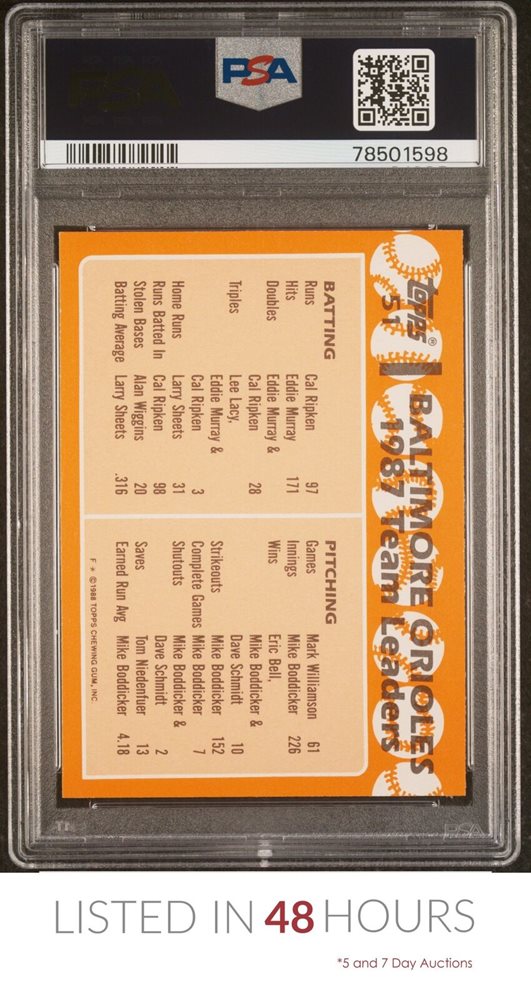 PSA
PSA
78501598
TOPPS®
51
BALTIMORE ORIOLES
1987 Team Leaders
BATTING
Runs Cal Ripken 97
Hits Eddie Murray 171
Doubles Eddie Murray &
Cal Ripken 28
Triples Lee Lacy,
Eddie Murray &
Cal Ripken 3
Home Runs Larry Sheets 31
Runs Batted In Cal Ripken 98
Stolen Bases Alan Wiggins 20
Batting Average Larry Sheets .316
PITCHING
Games Mark Williamson 61
Innings Mike Boddicker 226
Wins Eric Bell,
Mike Boddicker &
Dave Schmidt 10
Strikeouts Mike Boddicker 152
Complete Games Mike Boddicker 7
Shutouts Mike Boddicker &
Dave Schmidt 2
Saves Tom Niedenfuer 13
Earned Run Avg Mike Boddicker 4.18
F * ©1988 TOPPS CHEWING GUM, INC
PSA
LISTED IN 48 HOURS
*5 and 7 Day Auctions